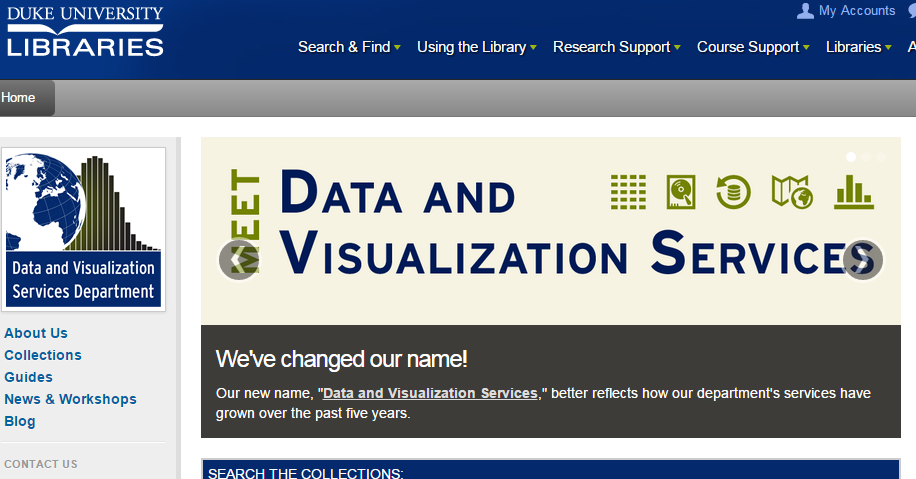 DUKE UNIVERSITY
LIBRARIES
My Accounts
Search & Find
Using the Library
Research Support
Course Support
Libraries
A
Home
Data and Visualization
Services Department
About Us
Collections
Guides
News & Workshops
Blog
CONTACT US
MEET
DATA AND
VISUALIZATION SERVICES
We've changed our name!
Our new name, "Data and Visualization Services," better reflects how our department's services have
grown over the past five years.
SEARCH THE COLLECTIONS: